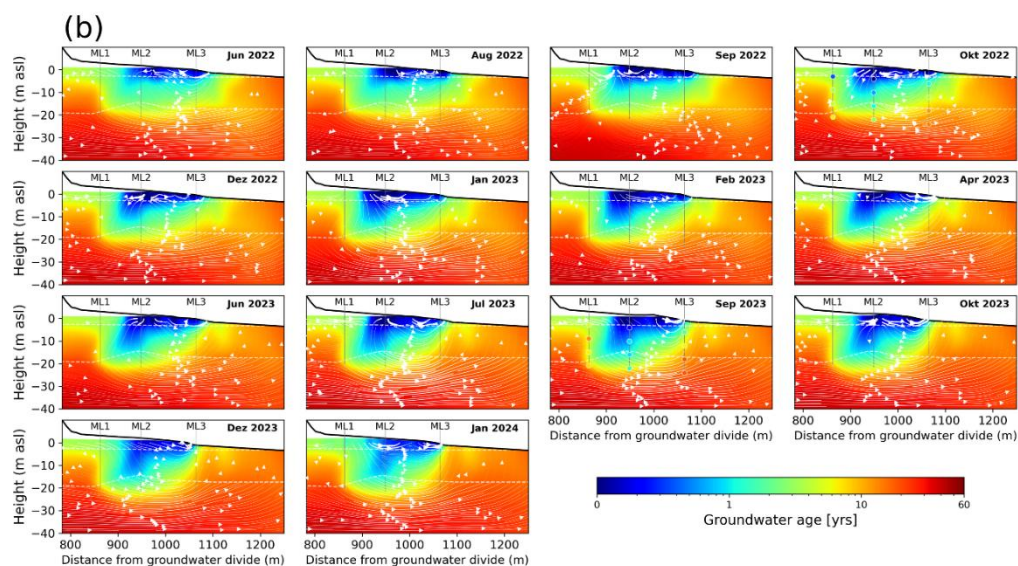 (b)
ML1 ML2 ML3 Jun 2022
ML1 ML2 ML3 Aug 2022
ML1 ML2 ML3 Sep 2022
ML1 ML2 ML3 Okt 2022
Height (m asl)
0
−10
−20
−30
−40
ML1 ML2 ML3 Dez 2022
ML1 ML2 ML3 Jan 2023
ML1 ML2 ML3 Feb 2023
ML1 ML2 ML3 Apr 2023
Height (m asl)
0
−10
−20
−30
−40
ML1 ML2 ML3 Jun 2023
ML1 ML2 ML3 Jul 2023
ML1 ML2 ML3 Sep 2023
ML1 ML2 ML3 Okt 2023
Height (m asl)
0
−10
−20
−30
−40
800 900 1000 1100 1200
Distance from groundwater divide (m)
800 900 1000 1100 1200
Distance from groundwater divide (m)
ML1 ML2 ML3 Dez 2023
ML1 ML2 ML3 Jan 2024
Height (m asl)
0
−10
−20
−30
−40
800 900 1000 1100 1200
Distance from groundwater divide (m)
800 900 1000 1100 1200
Distance from groundwater divide (m)
0 1 10 60
Groundwater age [yrs]